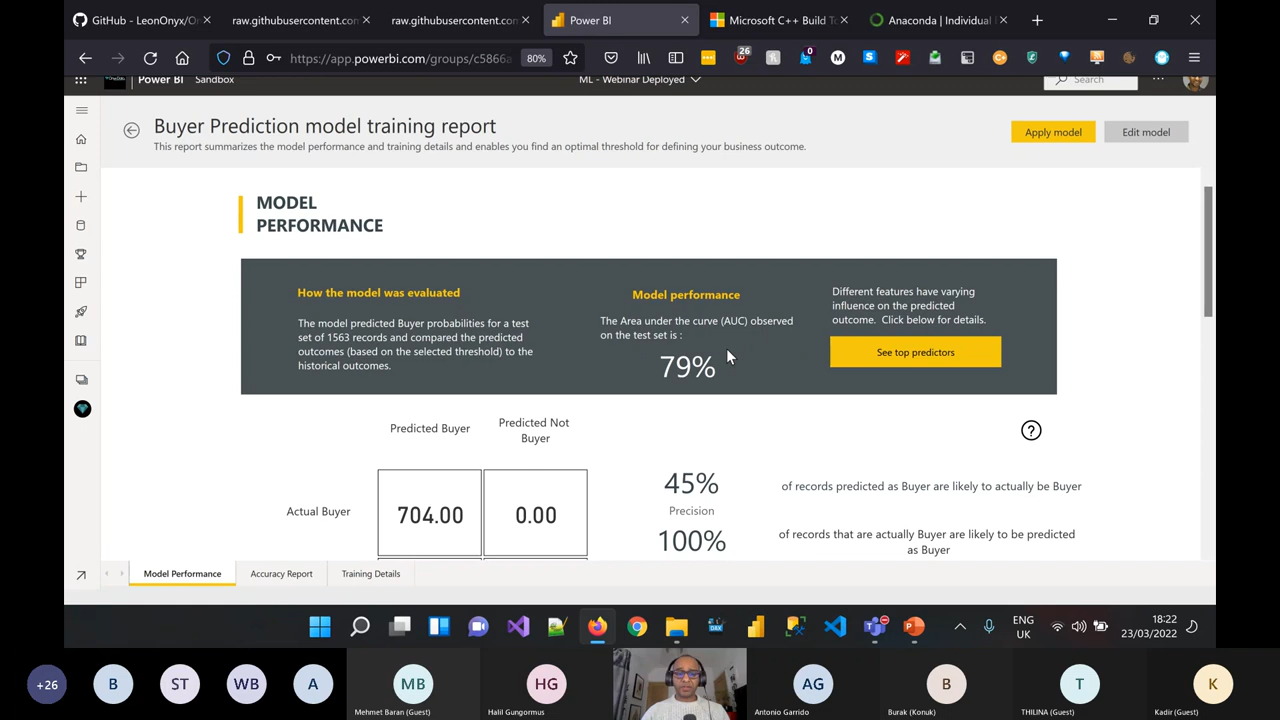 GitHub - LeonOnyx/On
raw.githubusercontent.com
raw.githubusercontent.com
Power BI
Microsoft C++ Build To
Anaconda | Individual
https://app.powerbi.com/groups/c5866a
80%
26
0
Power BI
Sandbox
ML - Webinar Deployed
Search
Buyer Prediction model training report
This report summarizes the model performance and training details and enables you find an optimal threshold for defining your business outcome.
Apply model
Edit model
MODEL
PERFORMANCE
How the model was evaluated
The model predicted Buyer probabilities for a test
set of 1563 records and compared the predicted
outcomes (based on the selected threshold) to the
historical outcomes.
Model performance
The Area under the curve (AUC) observed
on the test set is :
79%
Different features have varying
influence on the predicted
outcome. Click below for details.
See top predictors
Predicted Buyer
Predicted Not
Buyer
?
Actual Buyer
704.00
0.00
45%
Precision
of records predicted as Buyer are likely to actually be Buyer
100%
of records that are actually Buyer are likely to be predicted
as Buyer
Model Performance
Accuracy Report
Training Details
ENG
UK
18:22
23/03/2022
+26
B
ST
WB
A
MB
HG
AG
B
T
K
Mehmet Baran (Guest)
Halil Gungormus
Antonio Garrido
Burak (Konuk)
THILINA (Guest)
Kadir (Guest)